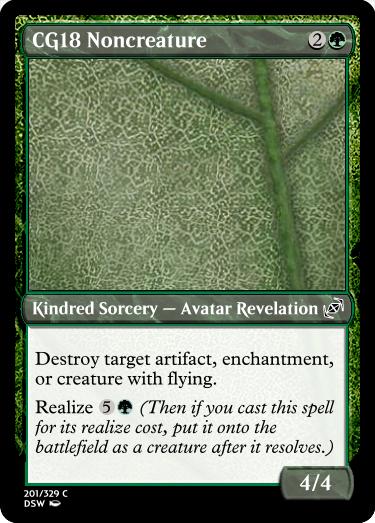 CG18 Noncreature 2
Kindred Sorcery — Avatar Revelation
Destroy target artifact, enchantment,
or creature with flying.
Realize 5 (Then if you cast this spell
for its realize cost, put it onto the
battlefield as a creature after it resolves.)
4/4
201/329 C
DSW